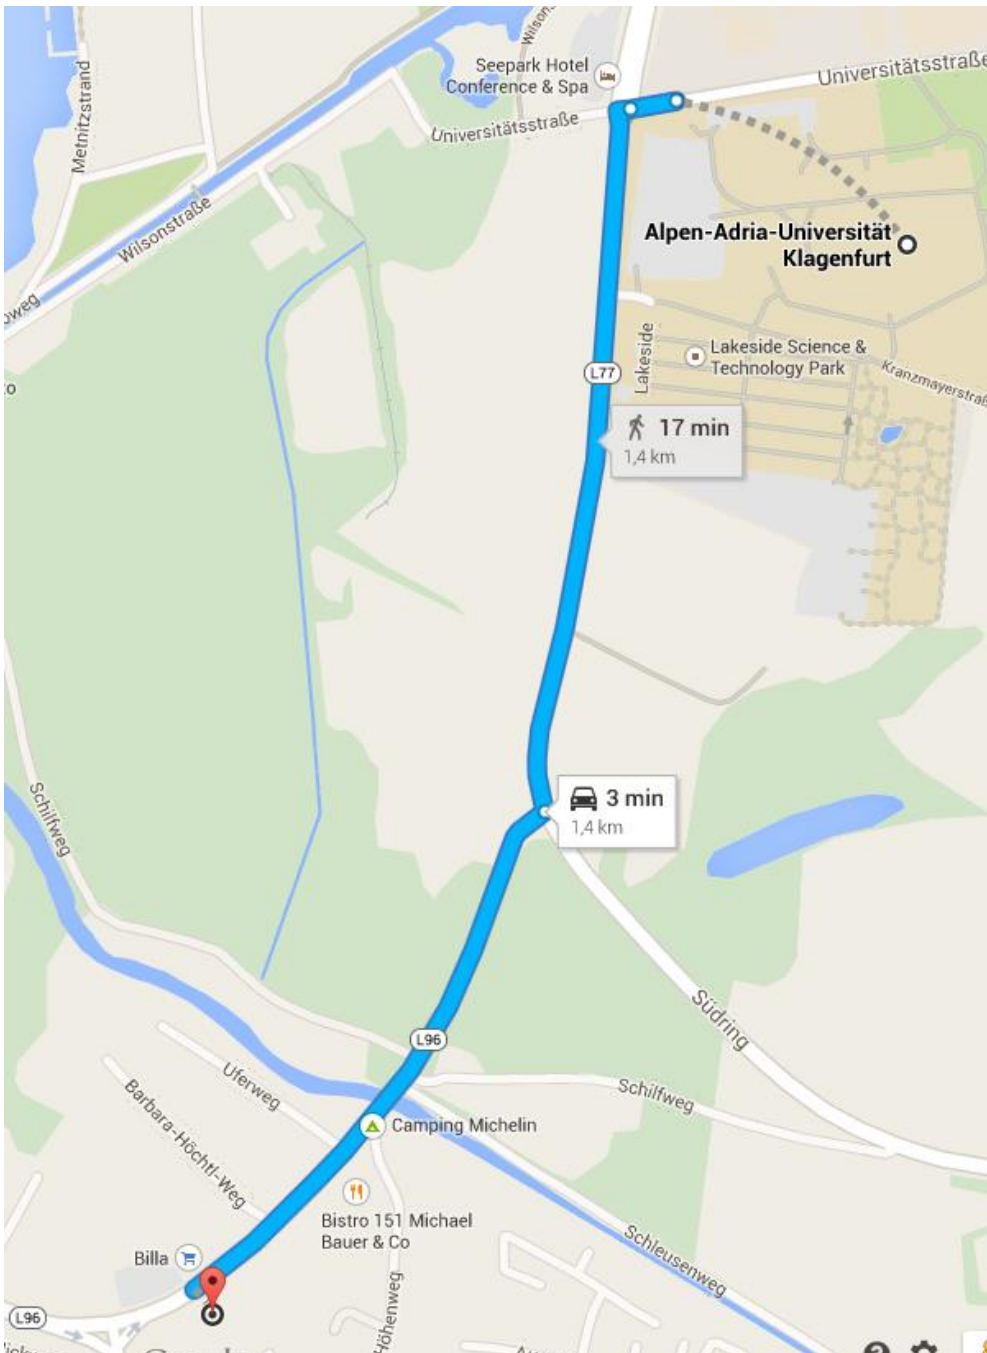 Metnitzstrand
Wilson
Seepark Hotel
Conference & Spa
Universitätsstraße
Universitätsstraße
Wilsonstraße
Alpen-Adria-Universität
Klagenfurt
L77
Lakeside
Lakeside Science &
Technology Park
Kranzmayerstraß
17 min
1,4 km
3 min
1,4 km
Schilfweg
Südring
L96
Uferweg
Schilfweg
Barbara-Höchtl-Weg
Camping Michelin
Bistro 151 Michael
Bauer & Co
Billa
Schleusenweg
Höhenweg
L96